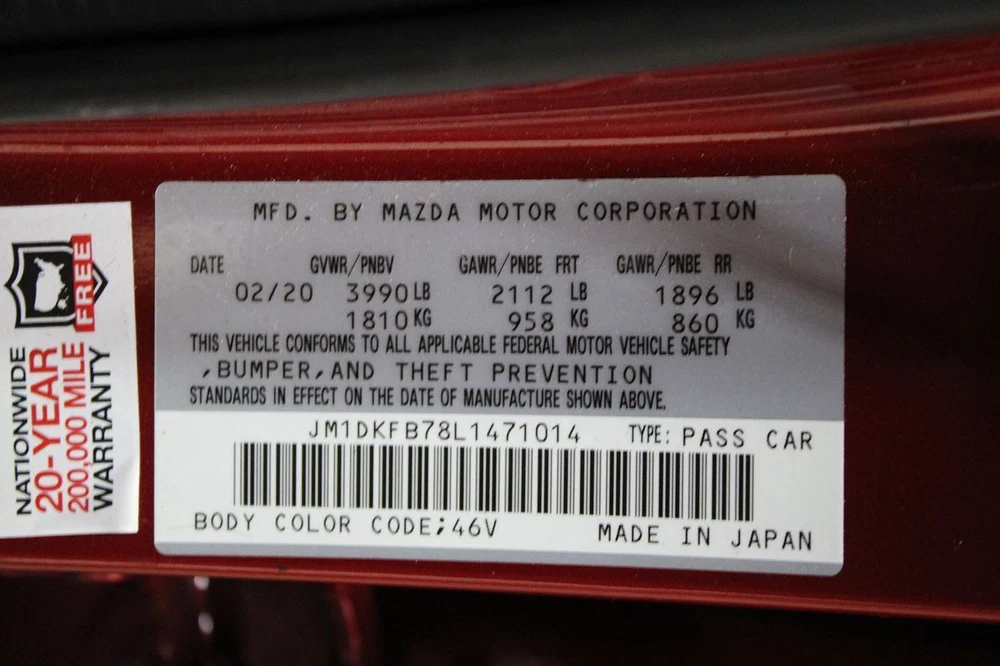 MFD. BY MAZDA MOTOR CORPORATION
DATE GVWR/PNBV GAWR/PNBE FRT GAWR/PNBE RR
02/20 3990 LB 2112 LB 1896 LB
1810 KG 958 KG 860 KG
THIS VEHICLE CONFORMS TO ALL APPLICABLE FEDERAL MOTOR VEHICLE SAFETY
,BUMPER,AND THEFT PREVENTION
STANDARDS IN EFFECT ON THE DATE OF MANUFACTURE SHOWN ABOVE.
JM1DKFB78L1471014 TYPE: PASS CAR
BODY COLOR CODE;46V MADE IN JAPAN
FREE
NATIONWIDE
20-YEAR
200,000 MILE
WARRANTY